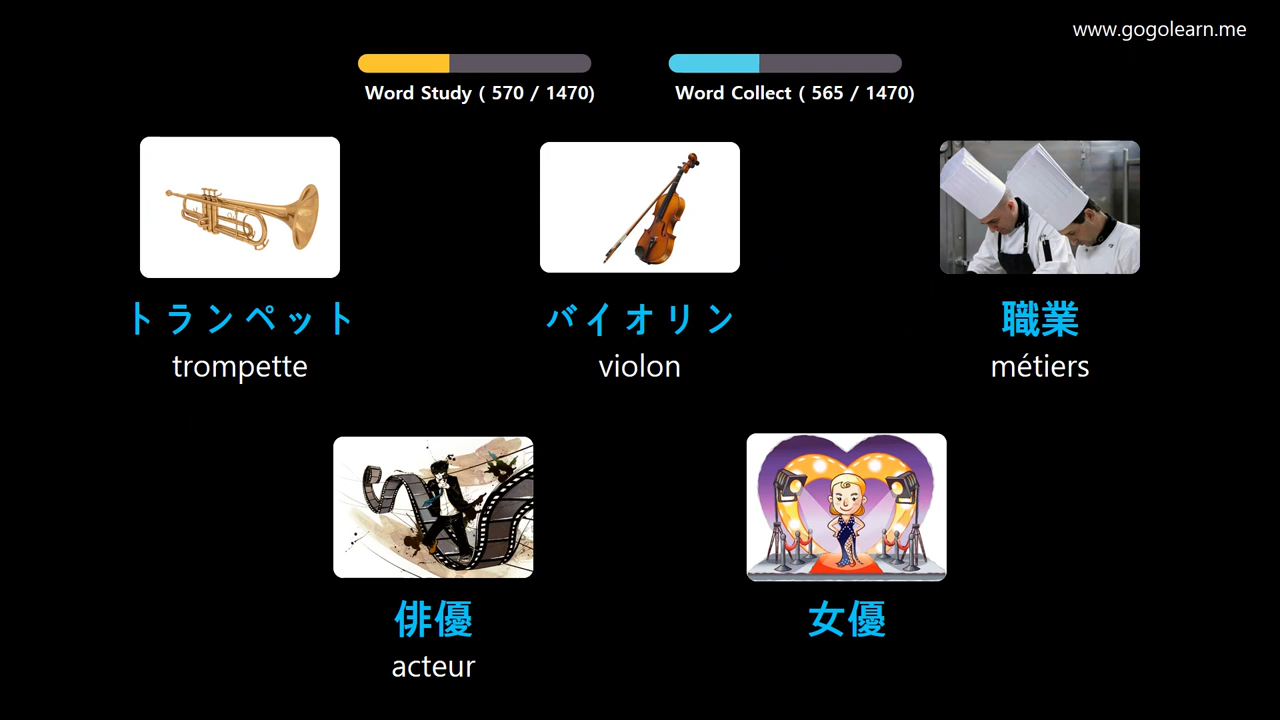 www.gogolearn.me
Word Study ( 570 / 1470)
Word Collect ( 565 / 1470)
トランペット
trompette
バイオリン
violon
職業
métiers
俳優
acteur
女優